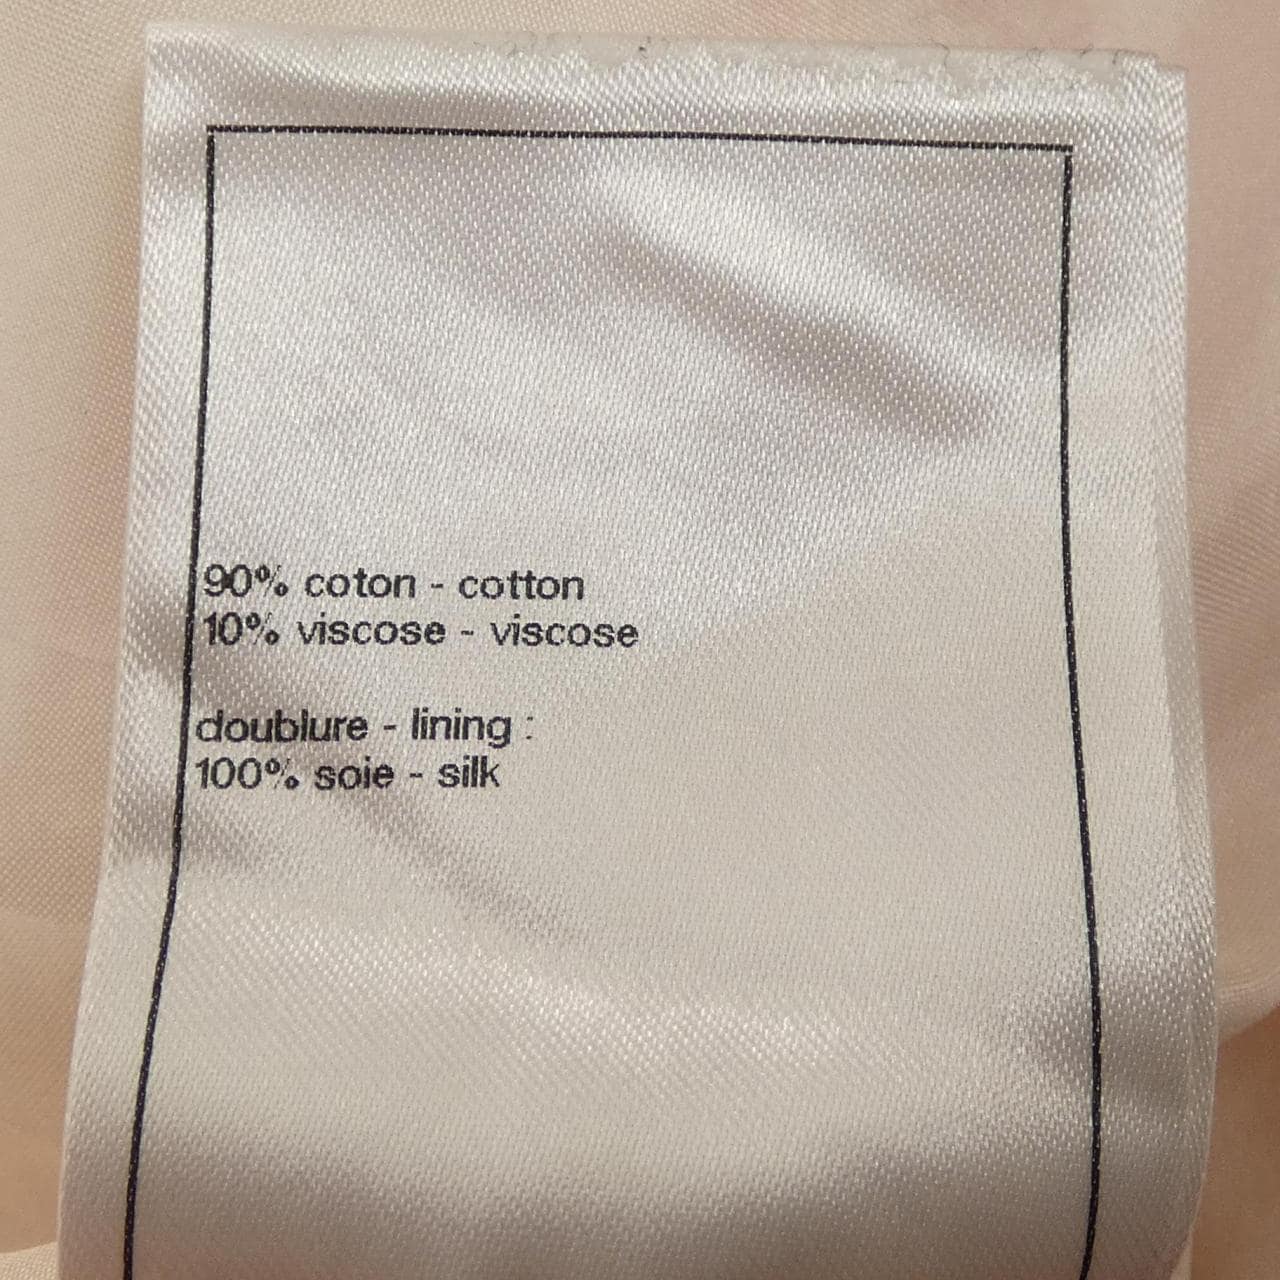 90% coton - cotton
10% viscose - viscose
doublure - lining :
100% soie - silk